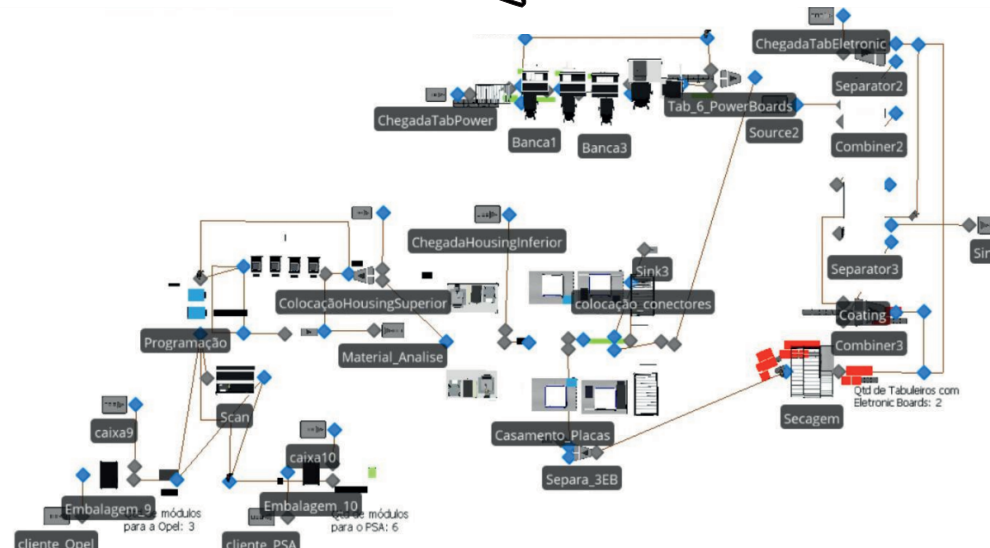 ChegadaTabEletronic
Separator2
Tab_6_PowerBoards
ChegadaTabPower
Source2
Banca1
Banca3
Combiner2
ChegadaHousingInferior
Sink3
Separator3
ColocaçãoHousingSuperior
colocação_conectores
Coating
Programação
Material_Analise
Combiner3
Qtd de Tabuleiros com
Eletronic Boards: 2
Scan
Secagem
caixa9
Casamento_Placas
caixa10
Separa_3EB
Embalagem_9
Embalagem_10
de módulos
para a Opel: 3
de módulos
para o PSA: 6
cliente_Opel
cliente_PSA